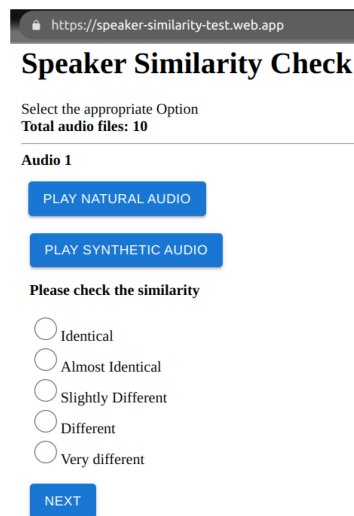 https://speaker-similarity-test.web.app
Speaker Similarity Check
Select the appropriate Option
Total audio files: 10
Audio 1
PLAY NATURAL AUDIO
PLAY SYNTHETIC AUDIO
Please check the similarity
Identical
Almost Identical
Slightly Different
Different
Very different
NEXT